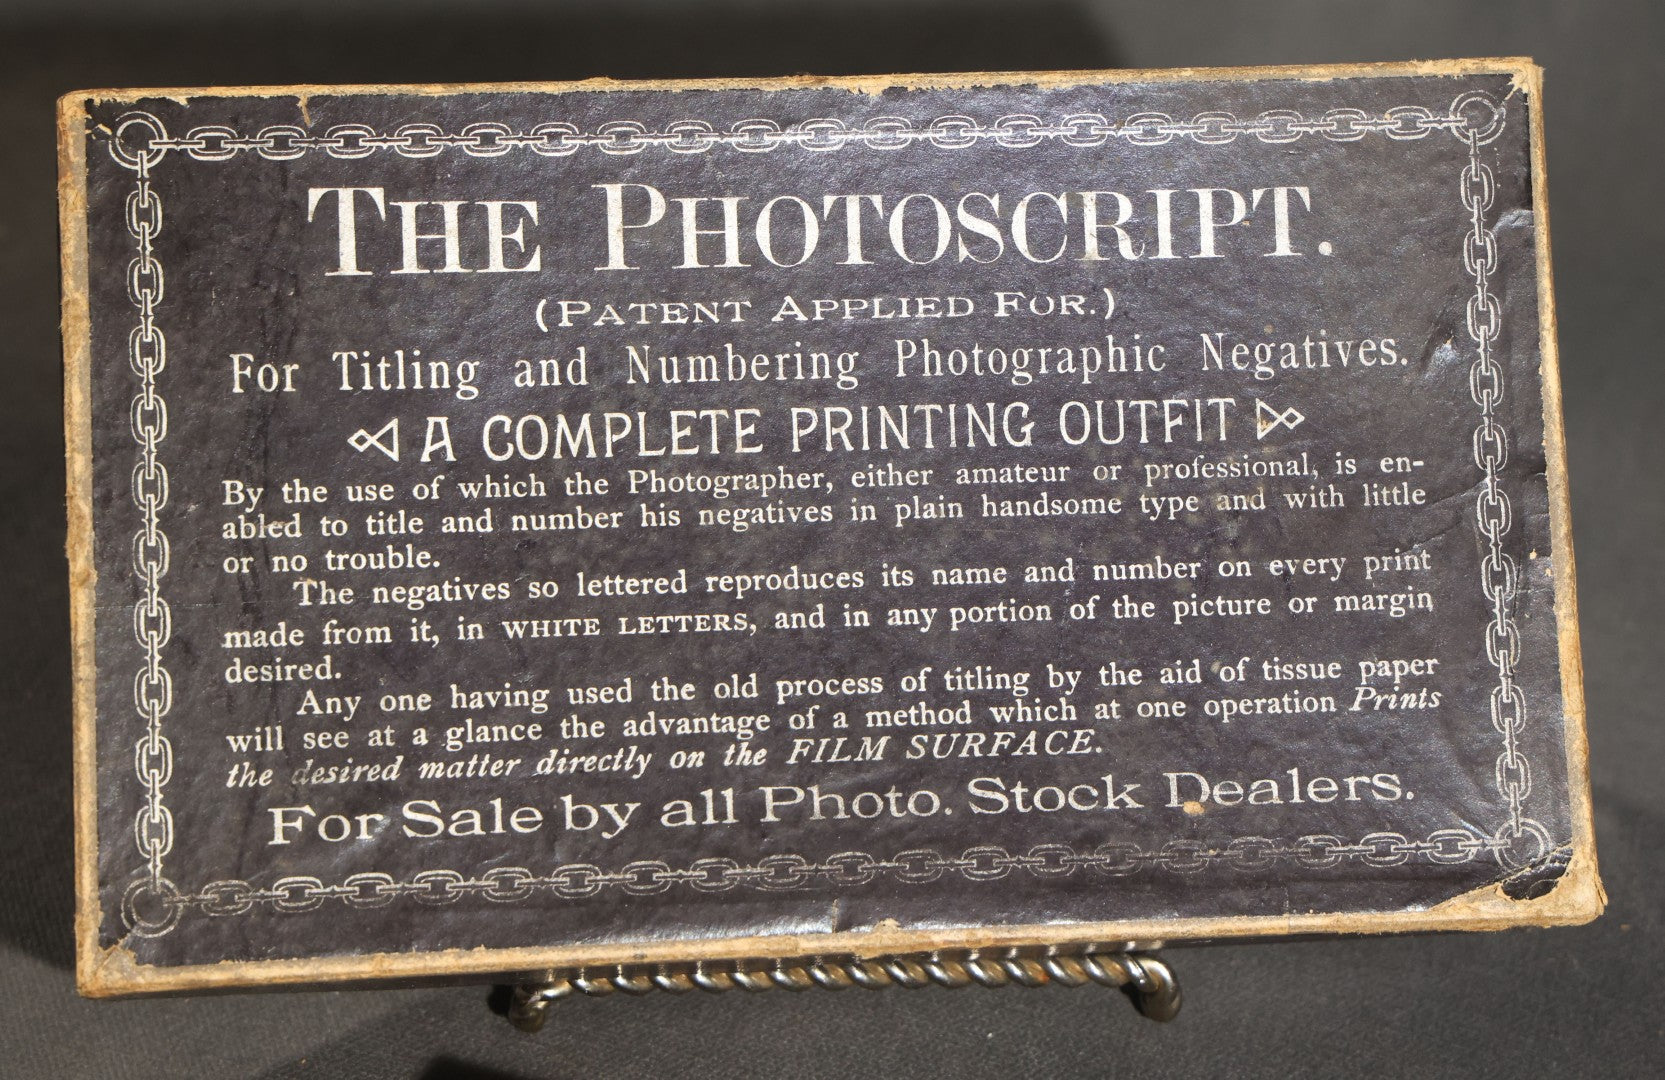 THE PHOTOSCRIPT.
(PATENT APPLIED FOR.)
For Titling and Numbering Photographic Negatives.
A COMPLETE PRINTING OUTFIT
By the use of which the Photographer, either amateur or professional, is en-
abled to title and number his negatives in plain handsome type and with little
or no trouble.
The negatives so lettered reproduces its name and number on every print
made from it, in WHITE LETTERS, and in any portion of the picture or margin
desired.
Any one having used the old process of titling by the aid of tissue paper
will see at a glance the advantage of a method which at one operation Prints
the desired matter directly on the FILM SURFACE.
For Sale by all Photo. Stock Dealers.